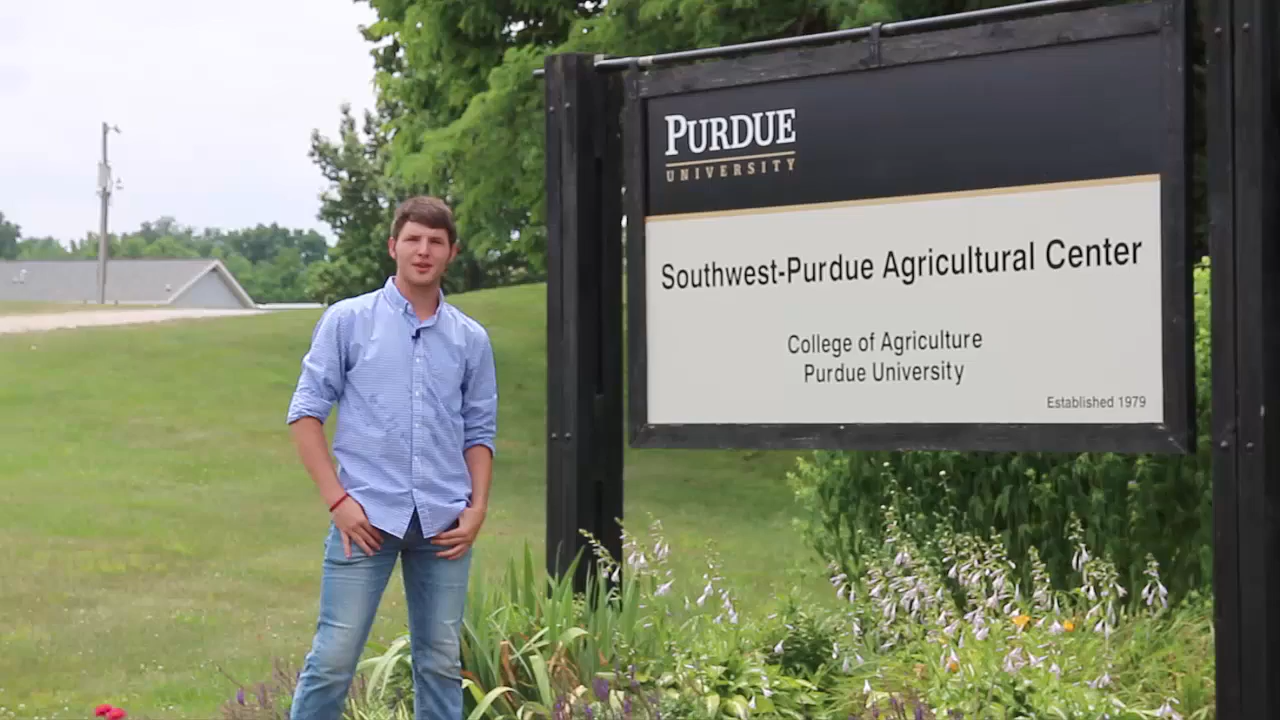 PURDUE
UNIVERSITY
Southwest-Purdue Agricultural Center
College of Agriculture
Purdue University
Established 1979